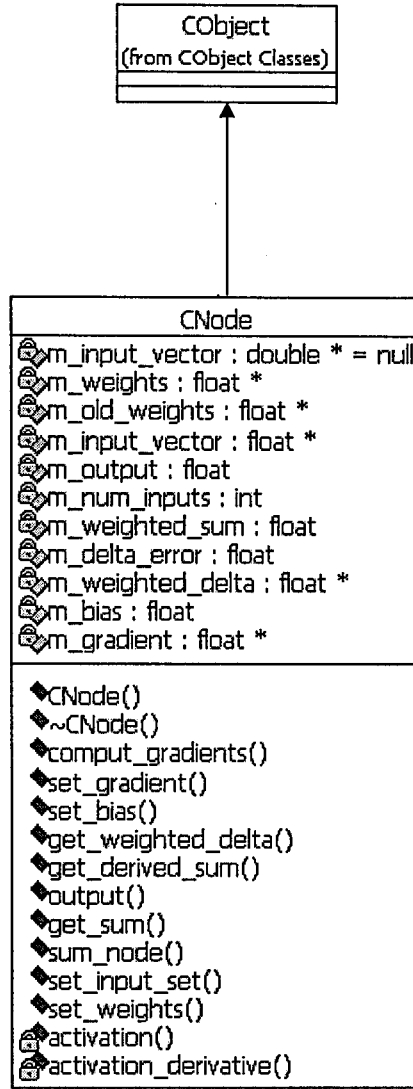 CObject
(from CObject Classes)
CNode
m_input_vector : double * = null
m_weights : float *
m_old_weights : float *
m_input_vector : float *
m_output : float
m_num_inputs : int
m_weighted_sum : float
m_delta_error : float
m_weighted_delta : float *
m_bias : float
m_gradient : float *
CNode()
~CNode()
comput_gradients()
set_gradient()
set_bias()
get_weighted_delta()
get_derived_sum()
output()
get_sum()
sum_node()
set_input_set()
set_weights()
activation()
activation_derivative()